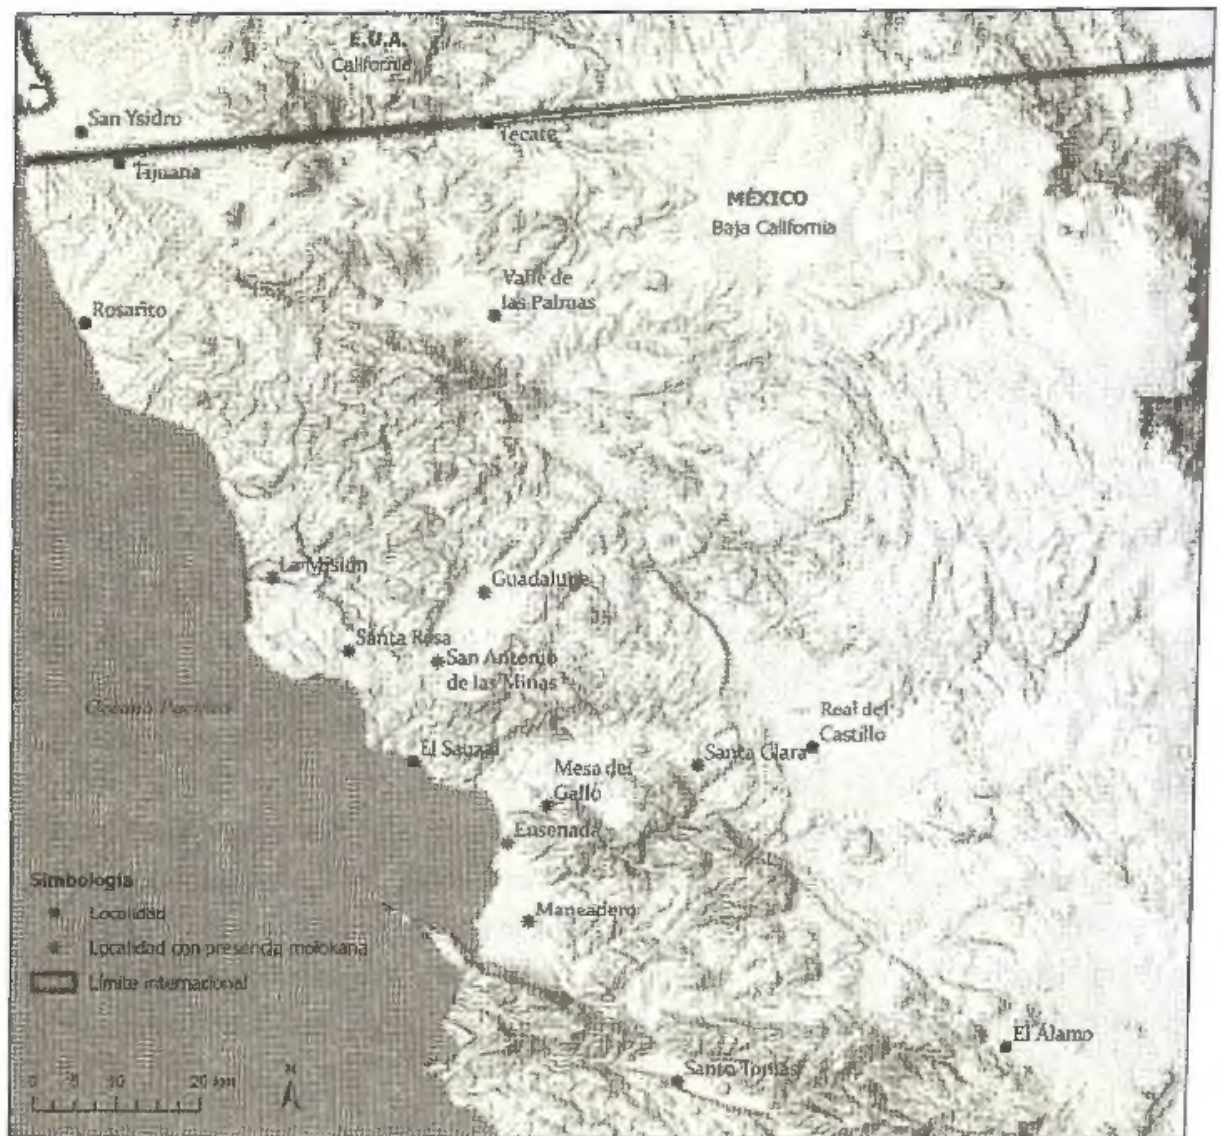 E.U.A.
California
San Ysidro
Tecate
Tijuana
MÉXICO
Baja California
Valle de
las Palmas
Rosarito
La Misión
Guadalupe
Santa Rosa
San Antonio
de las Minas
Océano Pacífico
Real del
Castillo
El Sauzal
Santa Clara
Mesa del
Gallo
Ensenada
Simbología
Localidad
Maneadero
Localidad con presencia molokana
Límite internacional
El Álamo
Santo Tomás
0 5 10 20 km
N